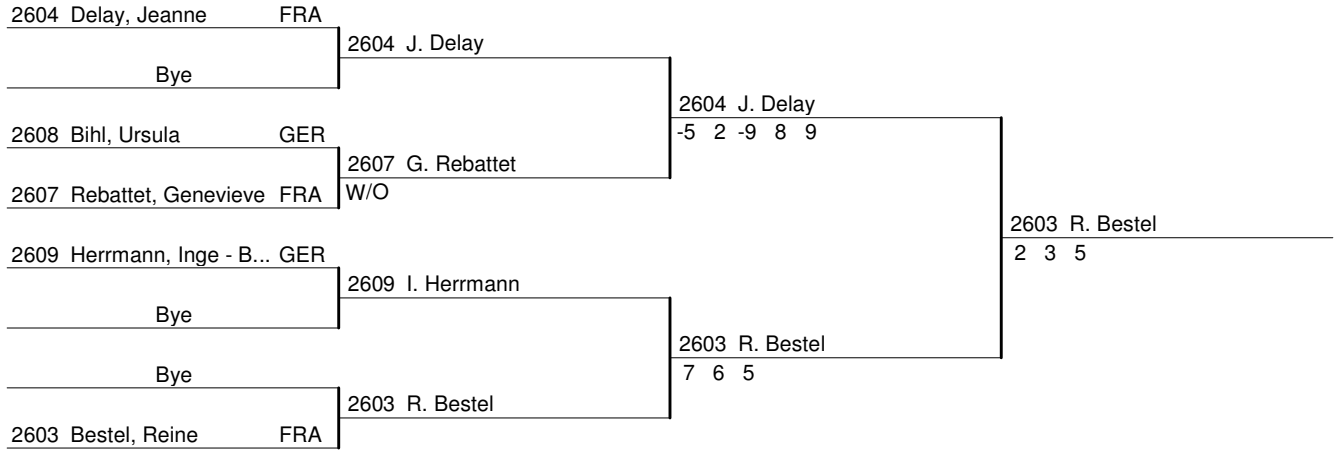 2604 Delay, Jeanne FRA
2604 J. Delay
Bye
2604 J. Delay
-5 2 -9 8 9
2608 Bihl, Ursula GER
2607 G. Rebattet
W/O
2607 Rebattet, Genevieve FRA
2603 R. Bestel
2 3 5
2609 Herrmann, Inge - B... GER
2609 I. Herrmann
Bye
2603 R. Bestel
7 6 5
Bye
2603 R. Bestel
2603 Bestel, Reine FRA